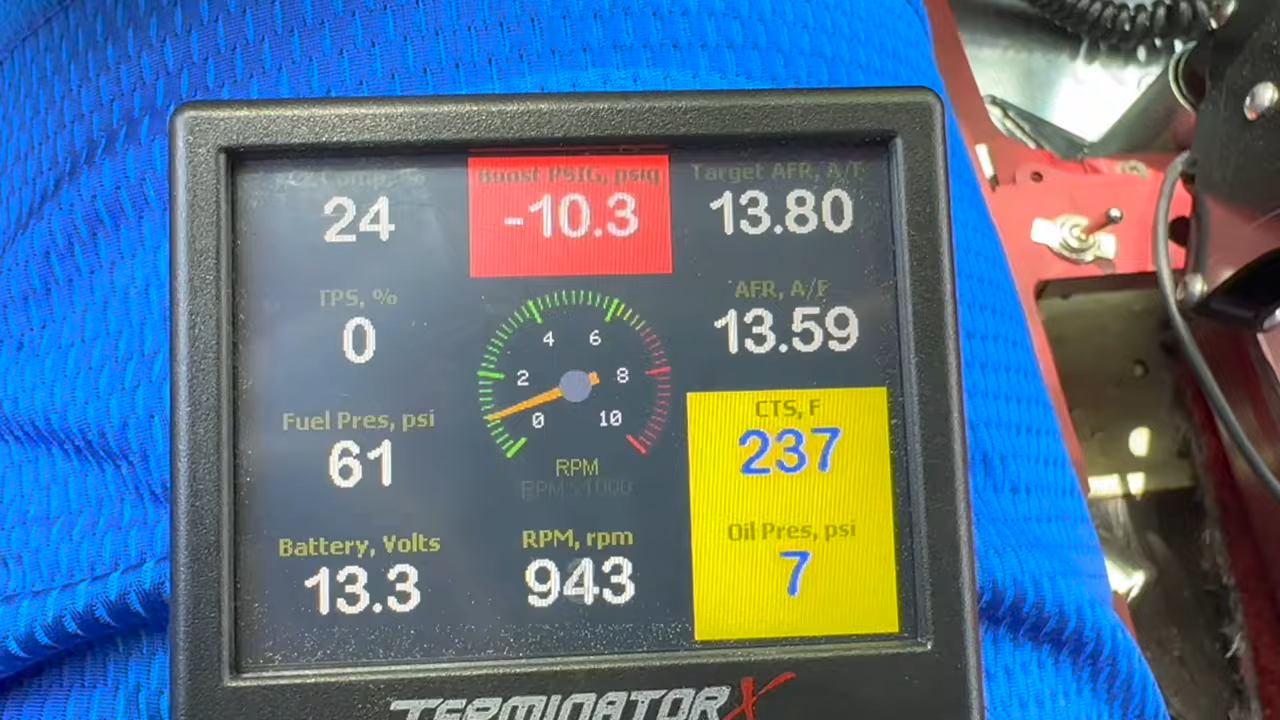 24
Boost PSIG, psig
-10.3
Target AFR, A/F
13.80
TPS, %
0
AFR, A/F
13.59
Fuel Pres, psi
61
0
2
4
6
8
10
RPM
RPM x1000
CTS, F
237
Battery, Volts
13.3
RPM, rpm
943
Oil Pres, psi
7
TERMINATOR X